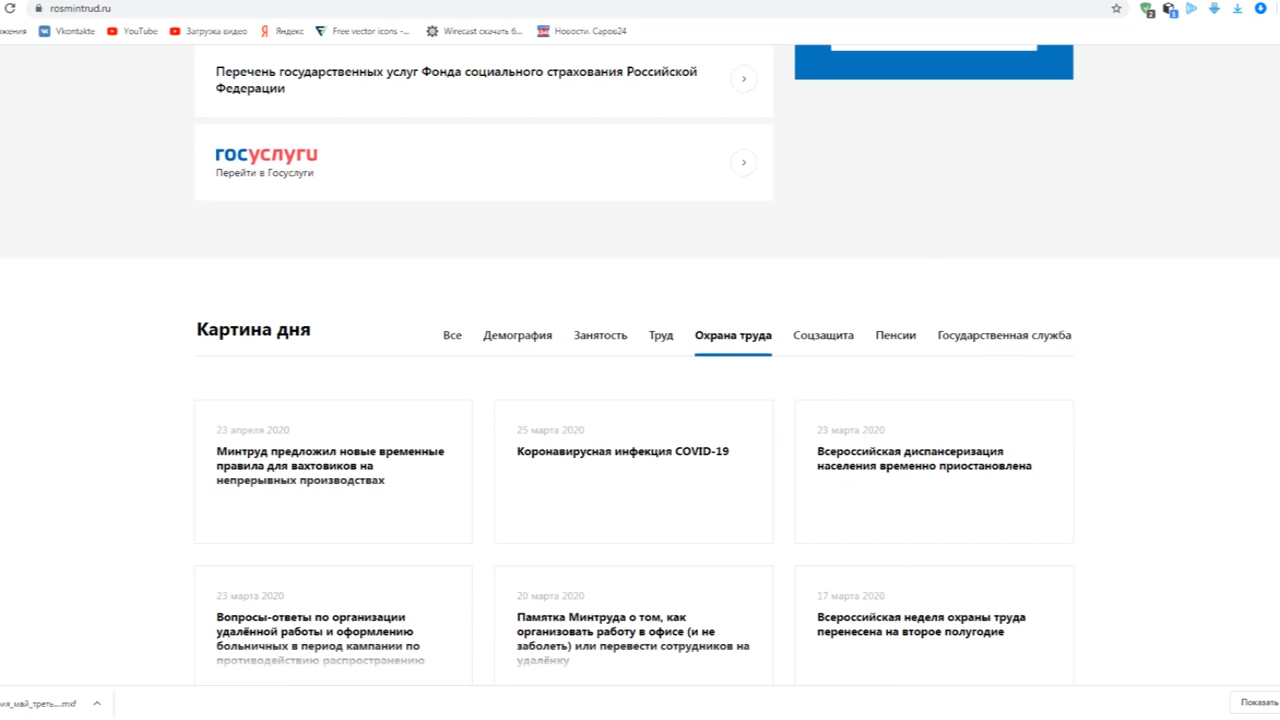 rosmintrud.ru
2
1
жения
Vkontakte
YouTube
Загрузка видео
Яндекс
Free vector icons -...
Wirecast скачать б...
Новости. Саров24
Перечень государственных услуг Фонда социального страхования Российской
Федерации
госуслуги
Перейти в Госуслуги
Картина дня
Все
Демография
Занятость
Труд
Охрана труда
Соцзащита
Пенсии
Государственная служба
23 апреля 2020
Минтруд предложил новые временные
правила для вахтовиков на
непрерывных производствах
25 марта 2020
Коронавирусная инфекция COVID-19
23 марта 2020
Всероссийская диспансеризация
населения временно приостановлена
23 марта 2020
Вопросы-ответы по организации
удалённой работы и оформлению
больничных в период кампании по
противодействию распространению
20 марта 2020
Памятка Минтруда о том, как
организовать работу в офисе (и не
заболеть) или перевести сотрудников на
удалёнку
17 марта 2020
Всероссийская неделя охраны труда
перенесена на второе полугодие
ия_май_треть....mxf
Показать